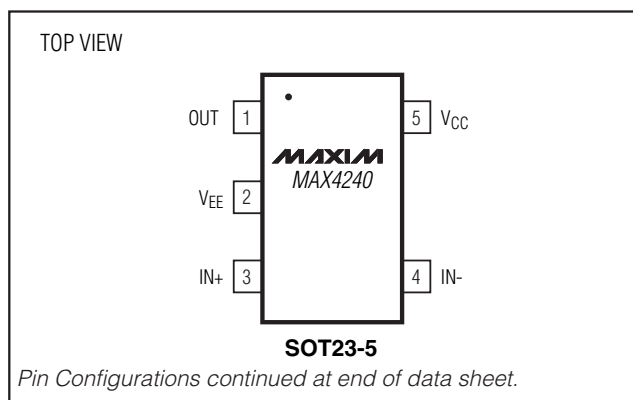 TOP VIEW
OUT 1
5 VCC
MAXIM
MAX4240
VEE 2
IN+ 3
4 IN-
SOT23-5
Pin Configurations continued at end of data sheet.